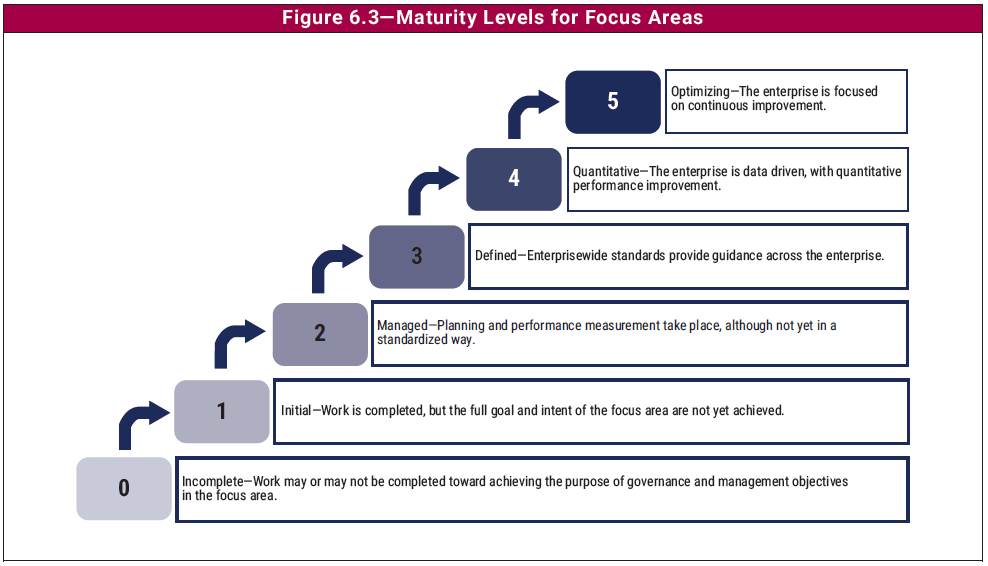 Figure 6.3—Maturity Levels for Focus Areas
5
Optimizing—The enterprise is focused
on continuous improvement.
4
Quantitative—The enterprise is data driven, with quantitative
performance improvement.
3
Defined—Enterprisewide standards provide guidance across the enterprise.
2
Managed—Planning and performance measurement take place, although not yet in a
standardized way.
1
Initial—Work is completed, but the full goal and intent of the focus area are not yet achieved.
0
Incomplete—Work may or may not be completed toward achieving the purpose of governance and management objectives
in the focus area.